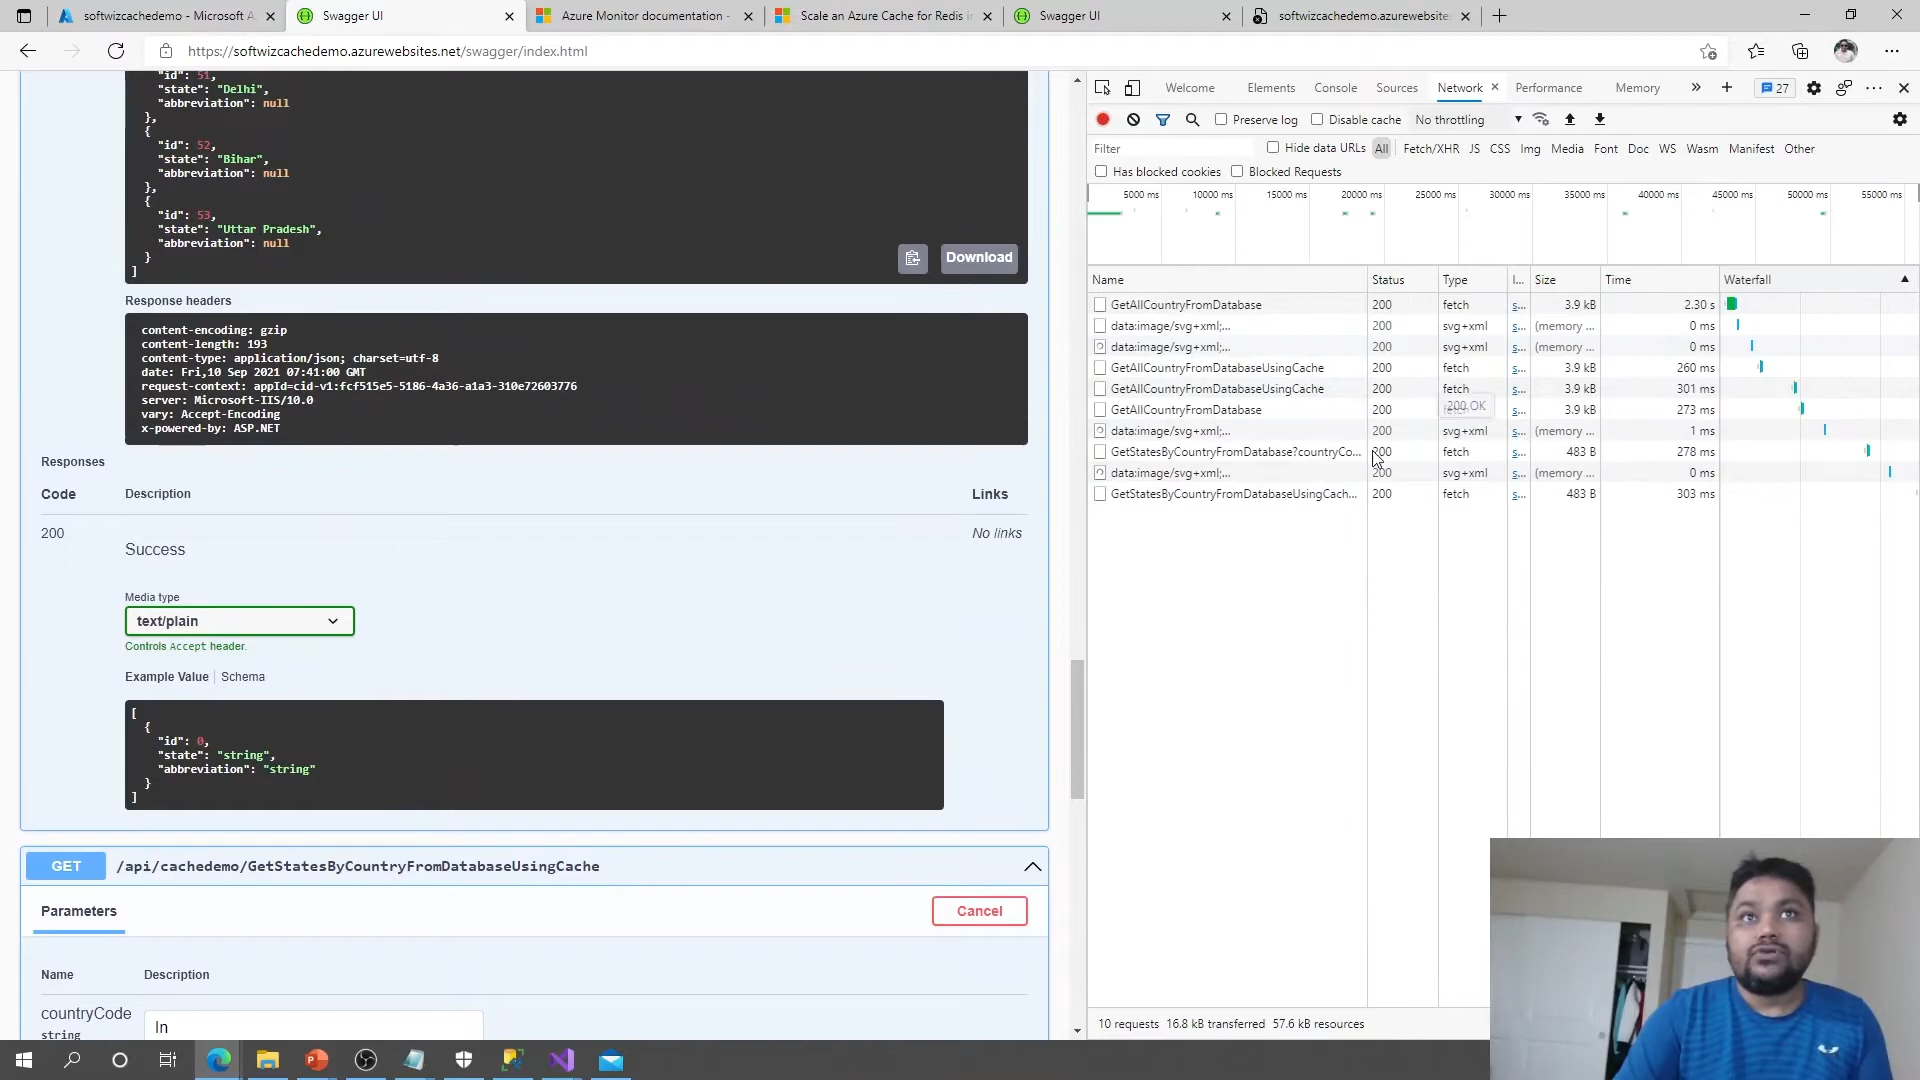 softwizcachedemo - Microsoft A
Swagger UI
Azure Monitor documentation -
Scale an Azure Cache for Redis in
Swagger UI
softwizcachedemo.azurewebsite
https://softwizcachedemo.azurewebsites.net/swagger/index.html
"id": 51,
"state": "Delhi",
"abbreviation": null
},
{
"id": 52,
"state": "Bihar",
"abbreviation": null
},
{
"id": 53,
"state": "Uttar Pradesh",
"abbreviation": null
}
]
Download
Response headers
content-encoding: gzip
content-length: 193
content-type: application/json; charset=utf-8
date: Fri,10 Sep 2021 07:41:00 GMT
request-context: appId=cid-v1:fcf515e5-5186-4a36-a1a3-310e72603776
server: Microsoft-IIS/10.0
vary: Accept-Encoding
x-powered-by: ASP.NET
Responses
Code Description Links
200 Success No links
Media type
text/plain
Controls Accept header.
Example Value Schema
[
{
"id": 0,
"state": "string",
"abbreviation": "string"
}
]
GET /api/cachedemo/GetStatesByCountryFromDatabaseUsingCache
Parameters Cancel
Name Description
countryCode
string
In
Welcome Elements Console Sources Network Performance Memory 27
Preserve log Disable cache No throttling
Filter Hide data URLs All Fetch/XHR JS CSS Img Media Font Doc WS Wasm Manifest Other
Has blocked cookies Blocked Requests
5000 ms 10000 ms 15000 ms 20000 ms 25000 ms 30000 ms 35000 ms 40000 ms 45000 ms 50000 ms 55000 ms
Name Status Type I... Size Time Waterfall
GetAllCountryFromDatabase 200 fetch s... 3.9 kB 2.30 s
data:image/svg+xml;... 200 svg+xml s... (memory ... 0 ms
data:image/svg+xml;... 200 svg+xml s... (memory ... 0 ms
GetAllCountryFromDatabaseUsingCache 200 fetch s... 3.9 kB 260 ms
GetAllCountryFromDatabaseUsingCache 200 fetch s... 3.9 kB 301 ms
GetAllCountryFromDatabase 200 s... 3.9 kB 273 ms
200 OK
data:image/svg+xml;... 200 svg+xml s... (memory ... 1 ms
GetStatesByCountryFromDatabase?countryCo... 200 fetch s... 483 B 278 ms
data:image/svg+xml;... 200 svg+xml s... (memory ... 0 ms
GetStatesByCountryFromDatabaseUsingCach... 200 fetch s... 483 B 303 ms
10 requests 16.8 kB transferred 57.6 kB resources